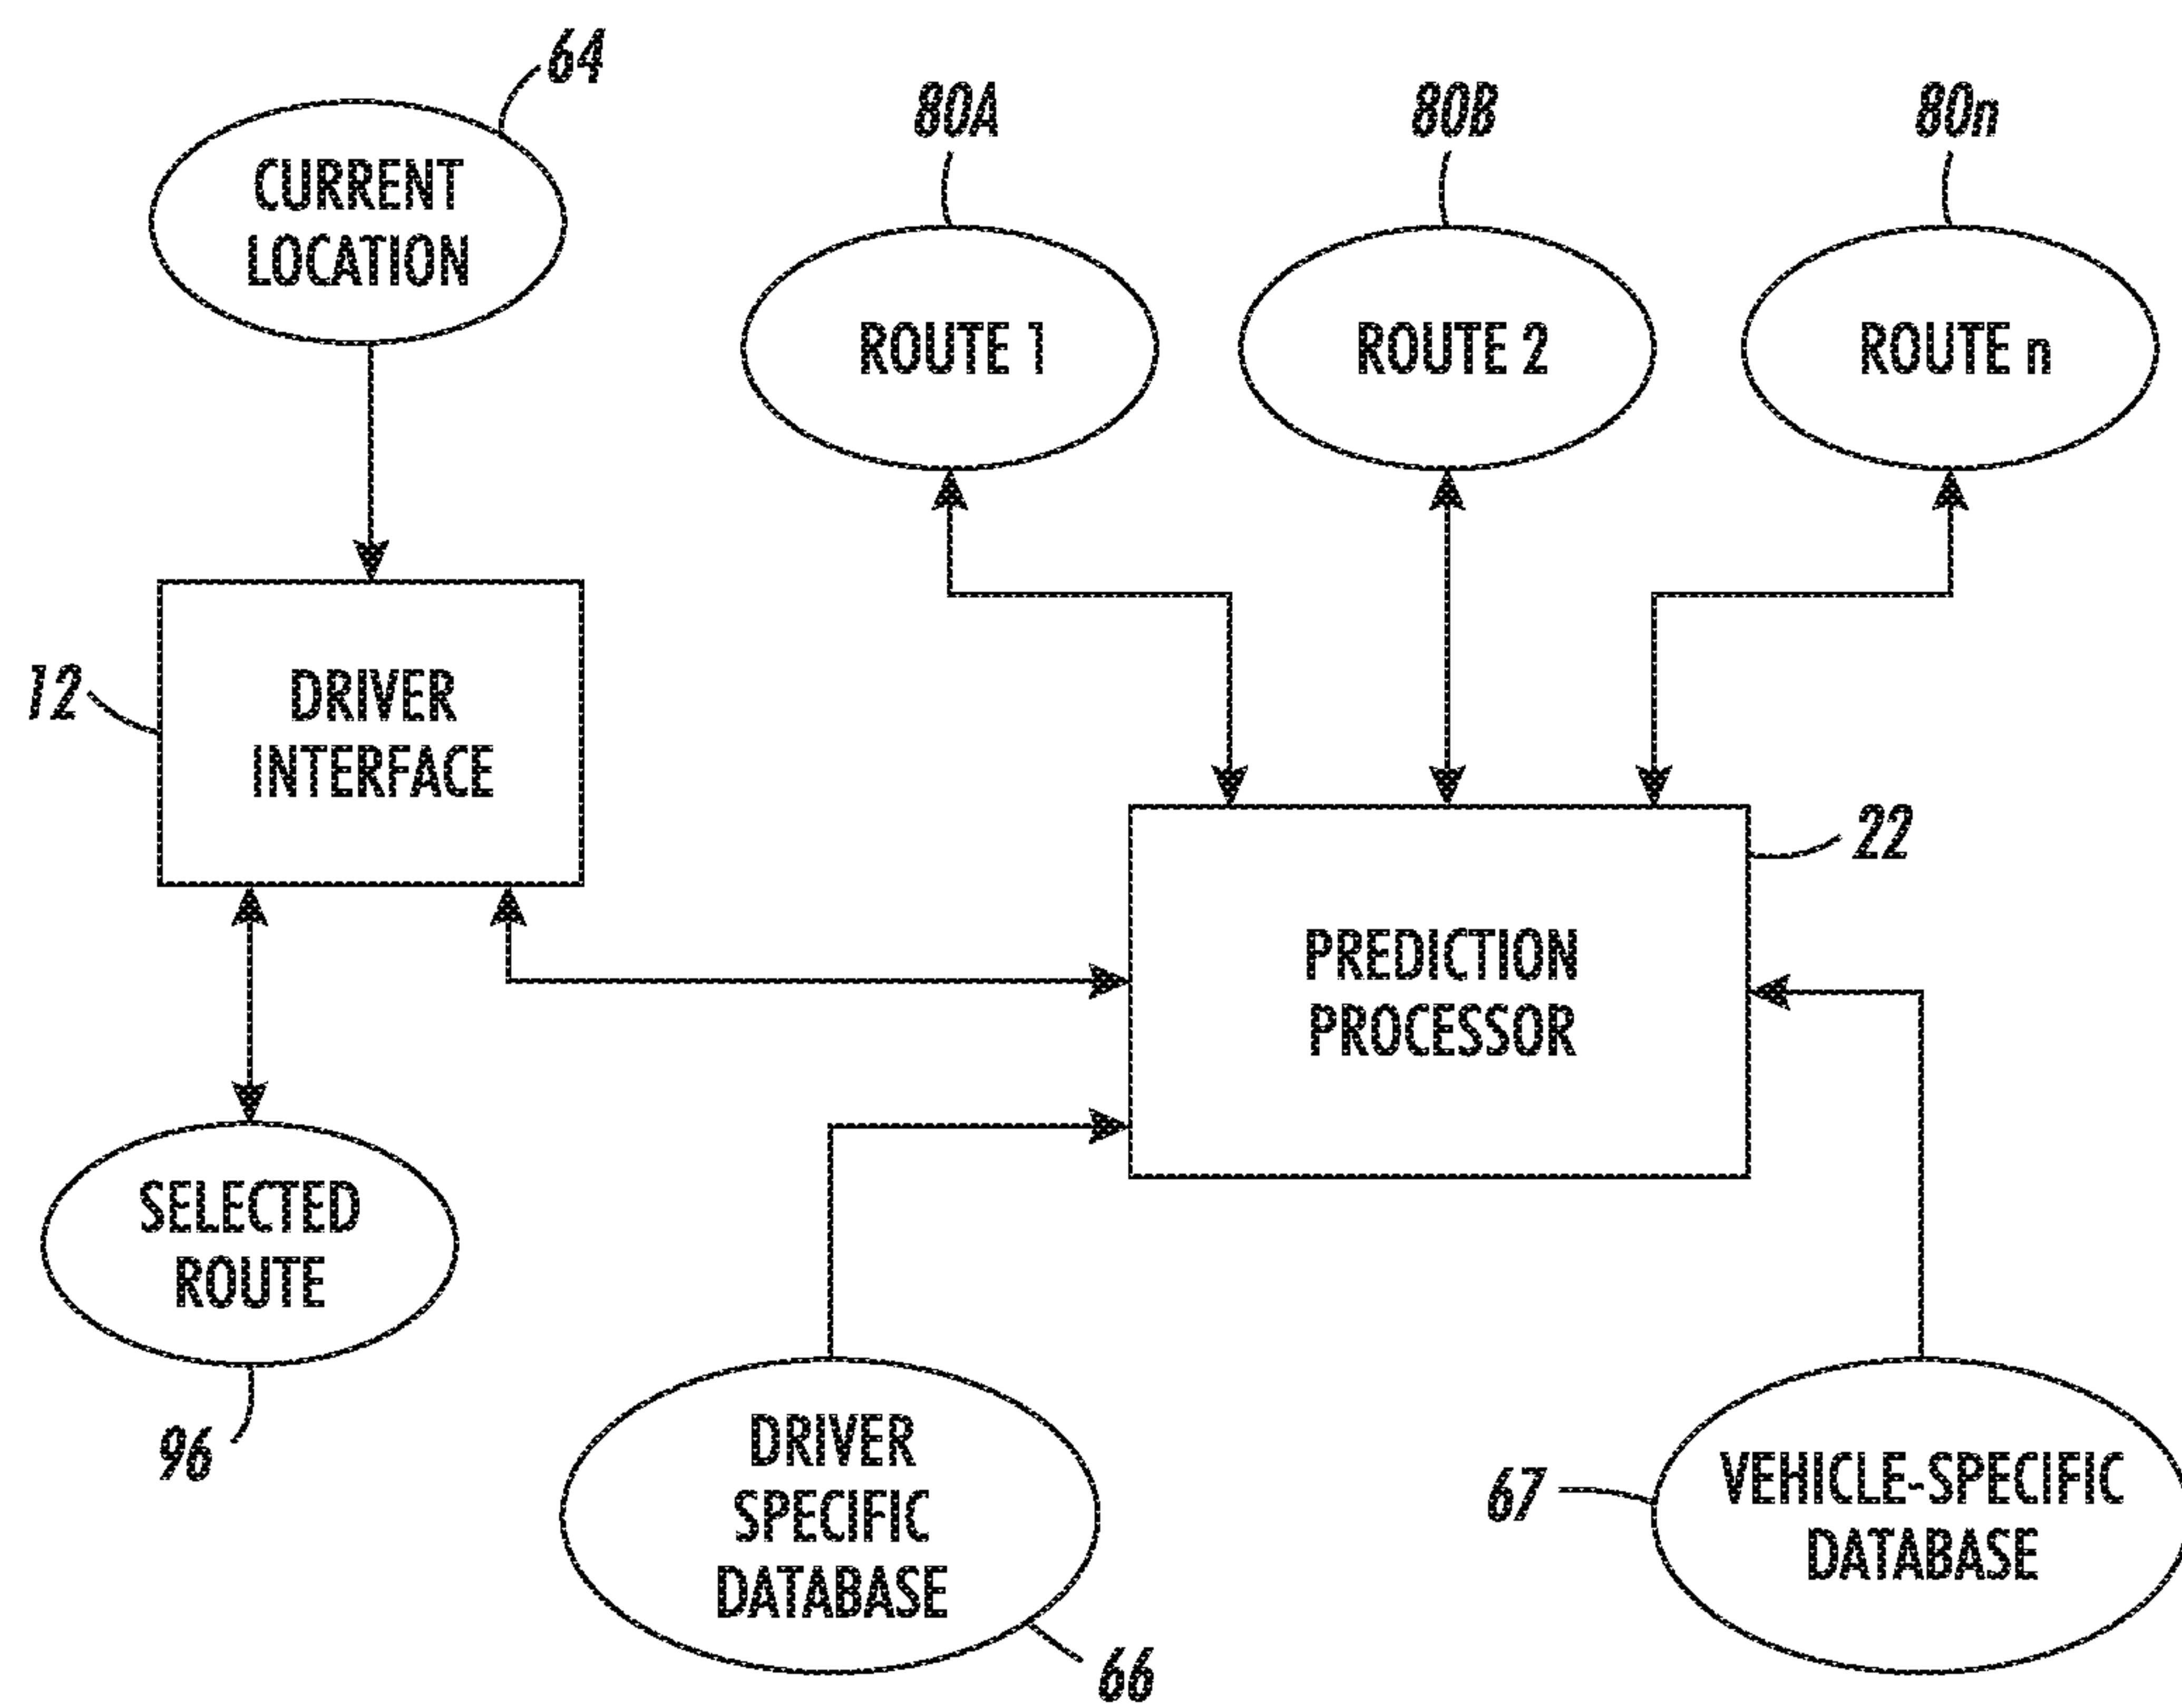 64
CURRENT
LOCATION
80A
80B
80n
ROUTE 1
ROUTE 2
ROUTE n
12
DRIVER
INTERFACE
22
PREDICTION
PROCESSOR
SELECTED
ROUTE
96
DRIVER
SPECIFIC
DATABASE
66
67
VEHICLE-SPECIFIC
DATABASE